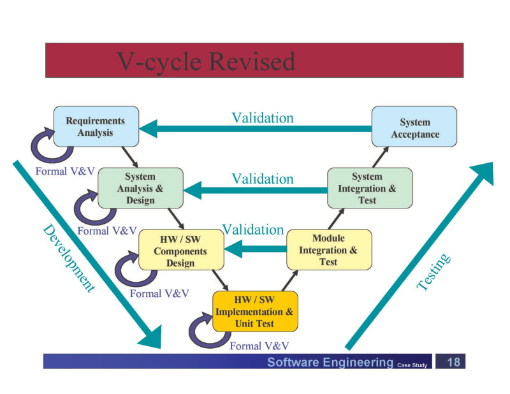 V-cycle Revised
Requirements
Analysis
Validation
System
Acceptance
Formal V&V
System
Analysis &
Design
Validation
System
Integration &
Test
Formal V&V
HW / SW
Components
Design
Validation
Module
Integration &
Test
Development
Testing
Formal V&V
HW / SW
Implementation &
Unit Test
Formal V&V
Software Engineering Case Study 18